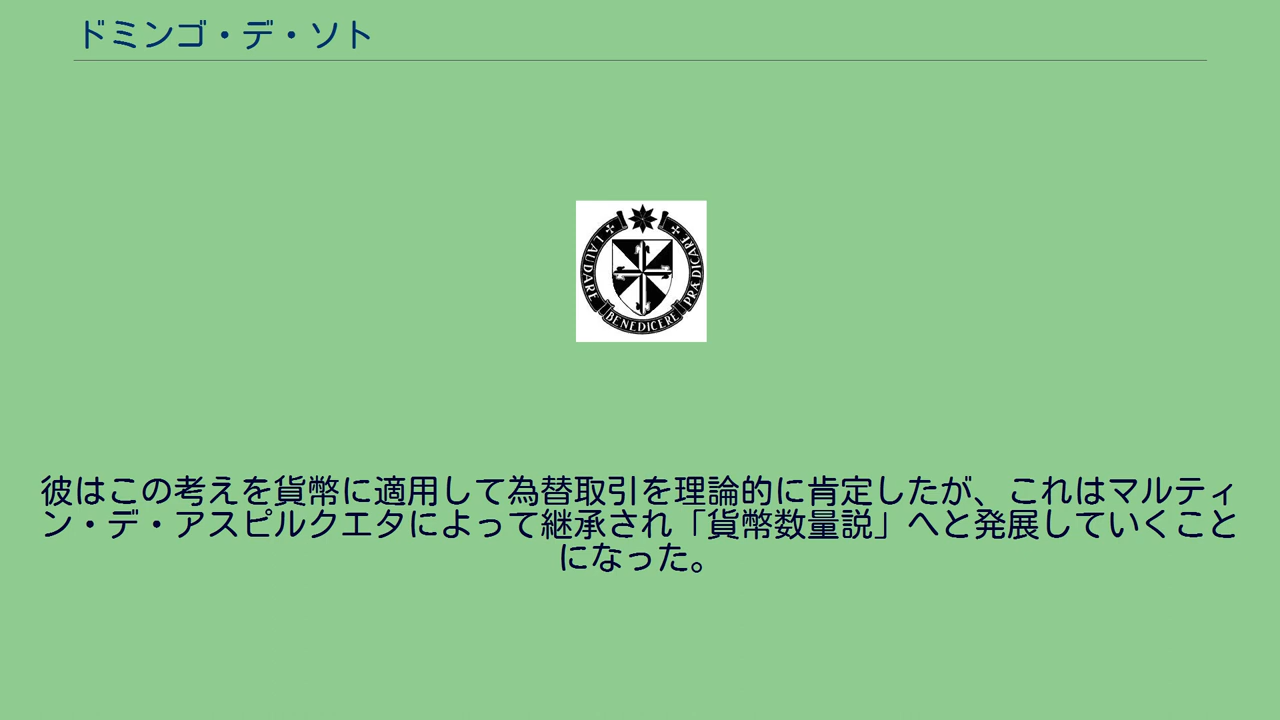 ドミンゴ・デ・ソト
LAUDARE
BENEDICERE
PRÆDICARE
彼はこの考えを貨幣に適用して為替取引を理論的に肯定したが、これはマルティ
ン・デ・アスピルクエタによって継承され「貨幣数量説」へと発展していくこと
になった。